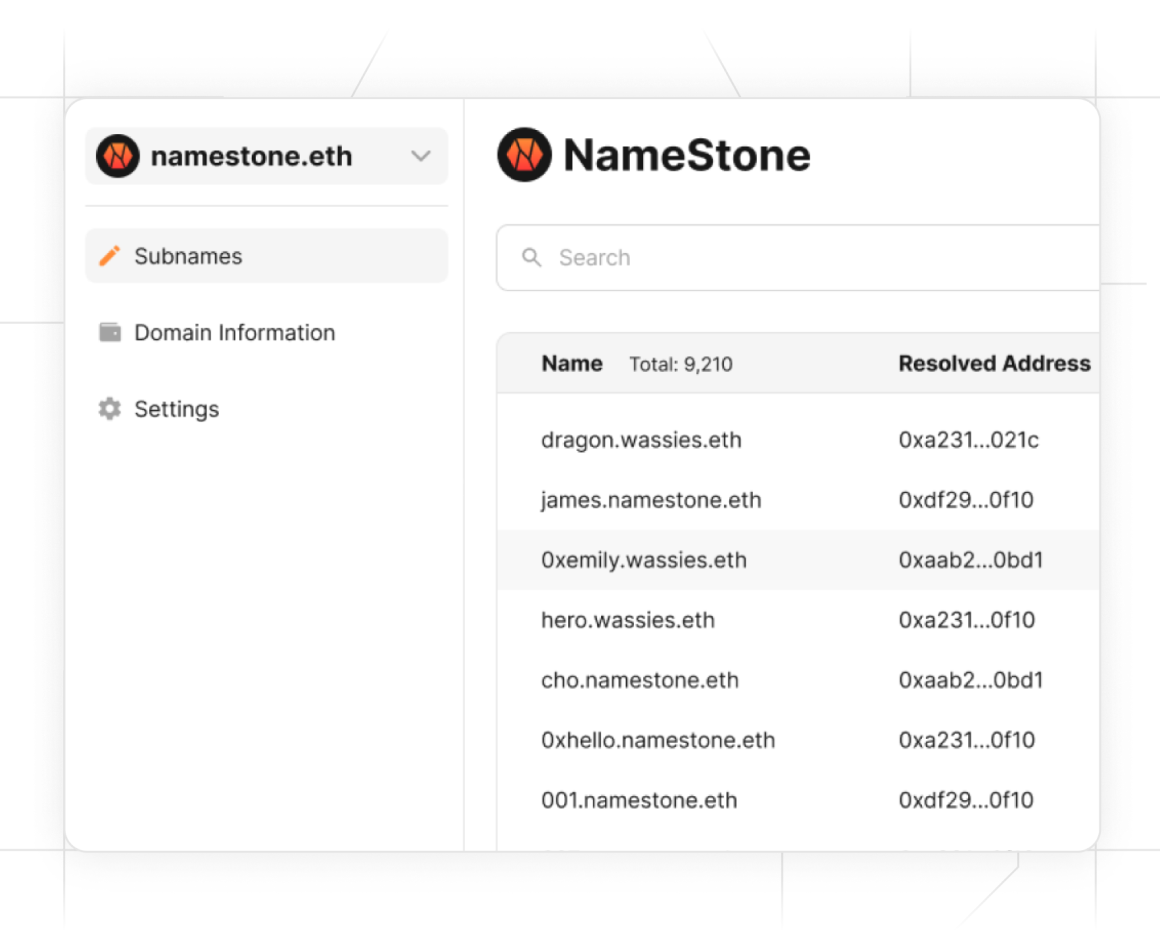 namestone.eth
Subnames
Domain Information
Settings
NameStone
Search
Name Total: 9,210 Resolved Address
dragon.wassies.eth 0xa231...021c
james.namestone.eth 0xdf29...0f10
0xemily.wassies.eth 0xaab2...0bd1
hero.wassies.eth 0xa231...0f10
cho.namestone.eth 0xaab2...0bd1
0xhello.namestone.eth 0xa231...0f10
001.namestone.eth 0xdf29...0f10